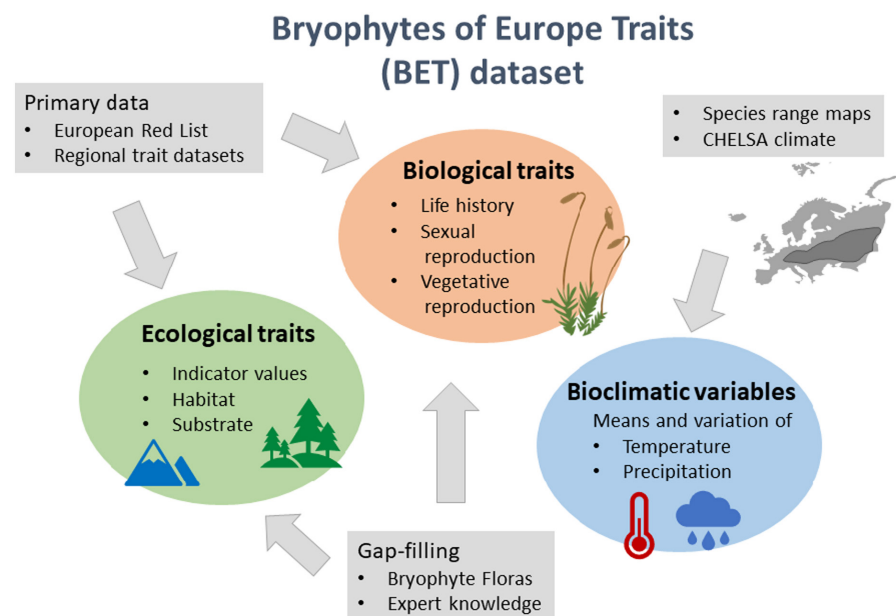 Bryophytes of Europe Traits
(BET) dataset
Primary data
• European Red List
• Regional trait datasets
• Species range maps
• CHELSA climate
Biological traits
• Life history
• Sexual
reproduction
• Vegetative
reproduction
Ecological traits
• Indicator values
• Habitat
• Substrate
Bioclimatic variables
Means and variation of
• Temperature
• Precipitation
Gap-filling
• Bryophyte Floras
• Expert knowledge